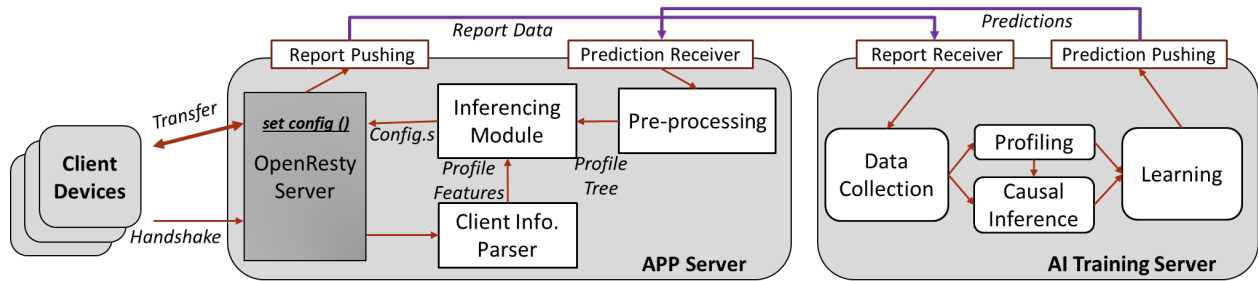 Report Data
Predictions
Report Pushing
Prediction Receiver
Report Receiver
Prediction Pushing
Transfer
set config ()
OpenResty
Server
Config.s
Inferencing
Module
Pre-processing
Profile
Tree
Profile
Features
Client
Devices
Handshake
Client Info.
Parser
APP Server
Data
Collection
Profiling
Causal
Inference
Learning
AI Training Server